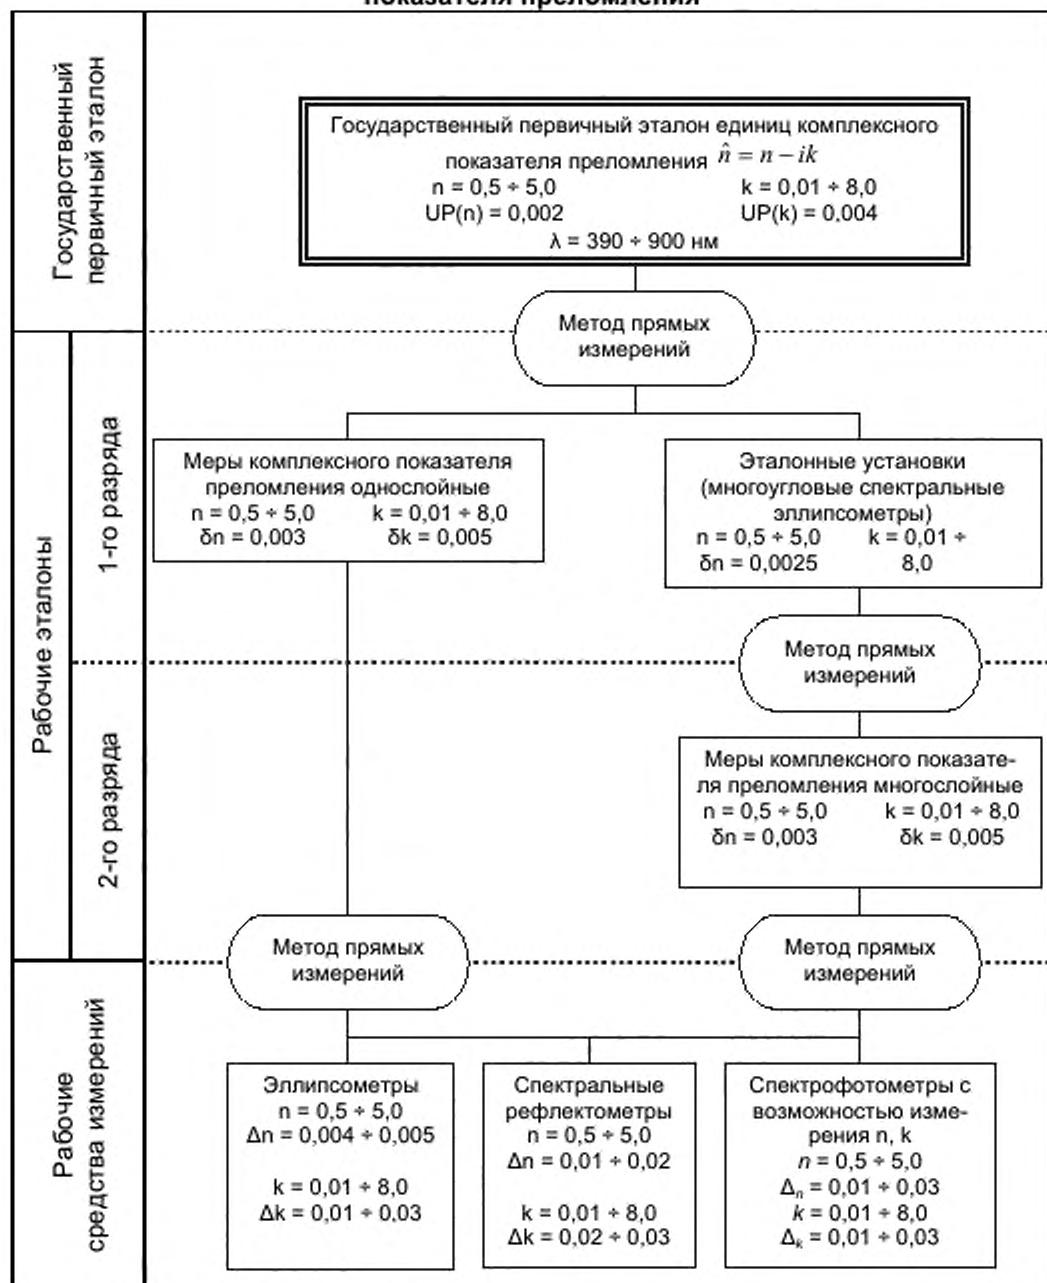 показателя преломления
Государственный
первичный эталон
Государственный первичный эталон единиц комплексного
показателя преломления n̂ = n − ik
n = 0,5 ÷ 5,0 k = 0,01 ÷ 8,0
UP(n) = 0,002 UP(k) = 0,004
λ = 390 ÷ 900 нм
Метод прямых
измерений
Рабочие эталоны
1-го разряда
Меры комплексного показателя
преломления однослойные
n = 0,5 ÷ 5,0 k = 0,01 ÷ 8,0
δn = 0,003 δk = 0,005
Эталонные установки
(многоугловые спектральные
эллипсометры)
n = 0,5 ÷ 5,0 k = 0,01 ÷
δn = 0,0025 8,0
Метод прямых
измерений
2-го разряда
Меры комплексного показате-
ля преломления многослойные
n = 0,5 ÷ 5,0 k = 0,01 ÷ 8,0
δn = 0,003 δk = 0,005
Метод прямых
измерений
Метод прямых
измерений
Рабочие
средства измерений
Эллипсометры
n = 0,5 ÷ 5,0
Δn = 0,004 ÷ 0,005
k = 0,01 ÷ 8,0
Δk = 0,01 ÷ 0,03
Спектральные
рефлектометры
n = 0,5 ÷ 5,0
Δn = 0,01 ÷ 0,02
k = 0,01 ÷ 8,0
Δk = 0,02 ÷ 0,03
Спектрофотометры с
возможностью изме-
рения n, k
n = 0,5 ÷ 5,0
Δn = 0,01 ÷ 0,03
k = 0,01 ÷ 8,0
Δk = 0,01 ÷ 0,03